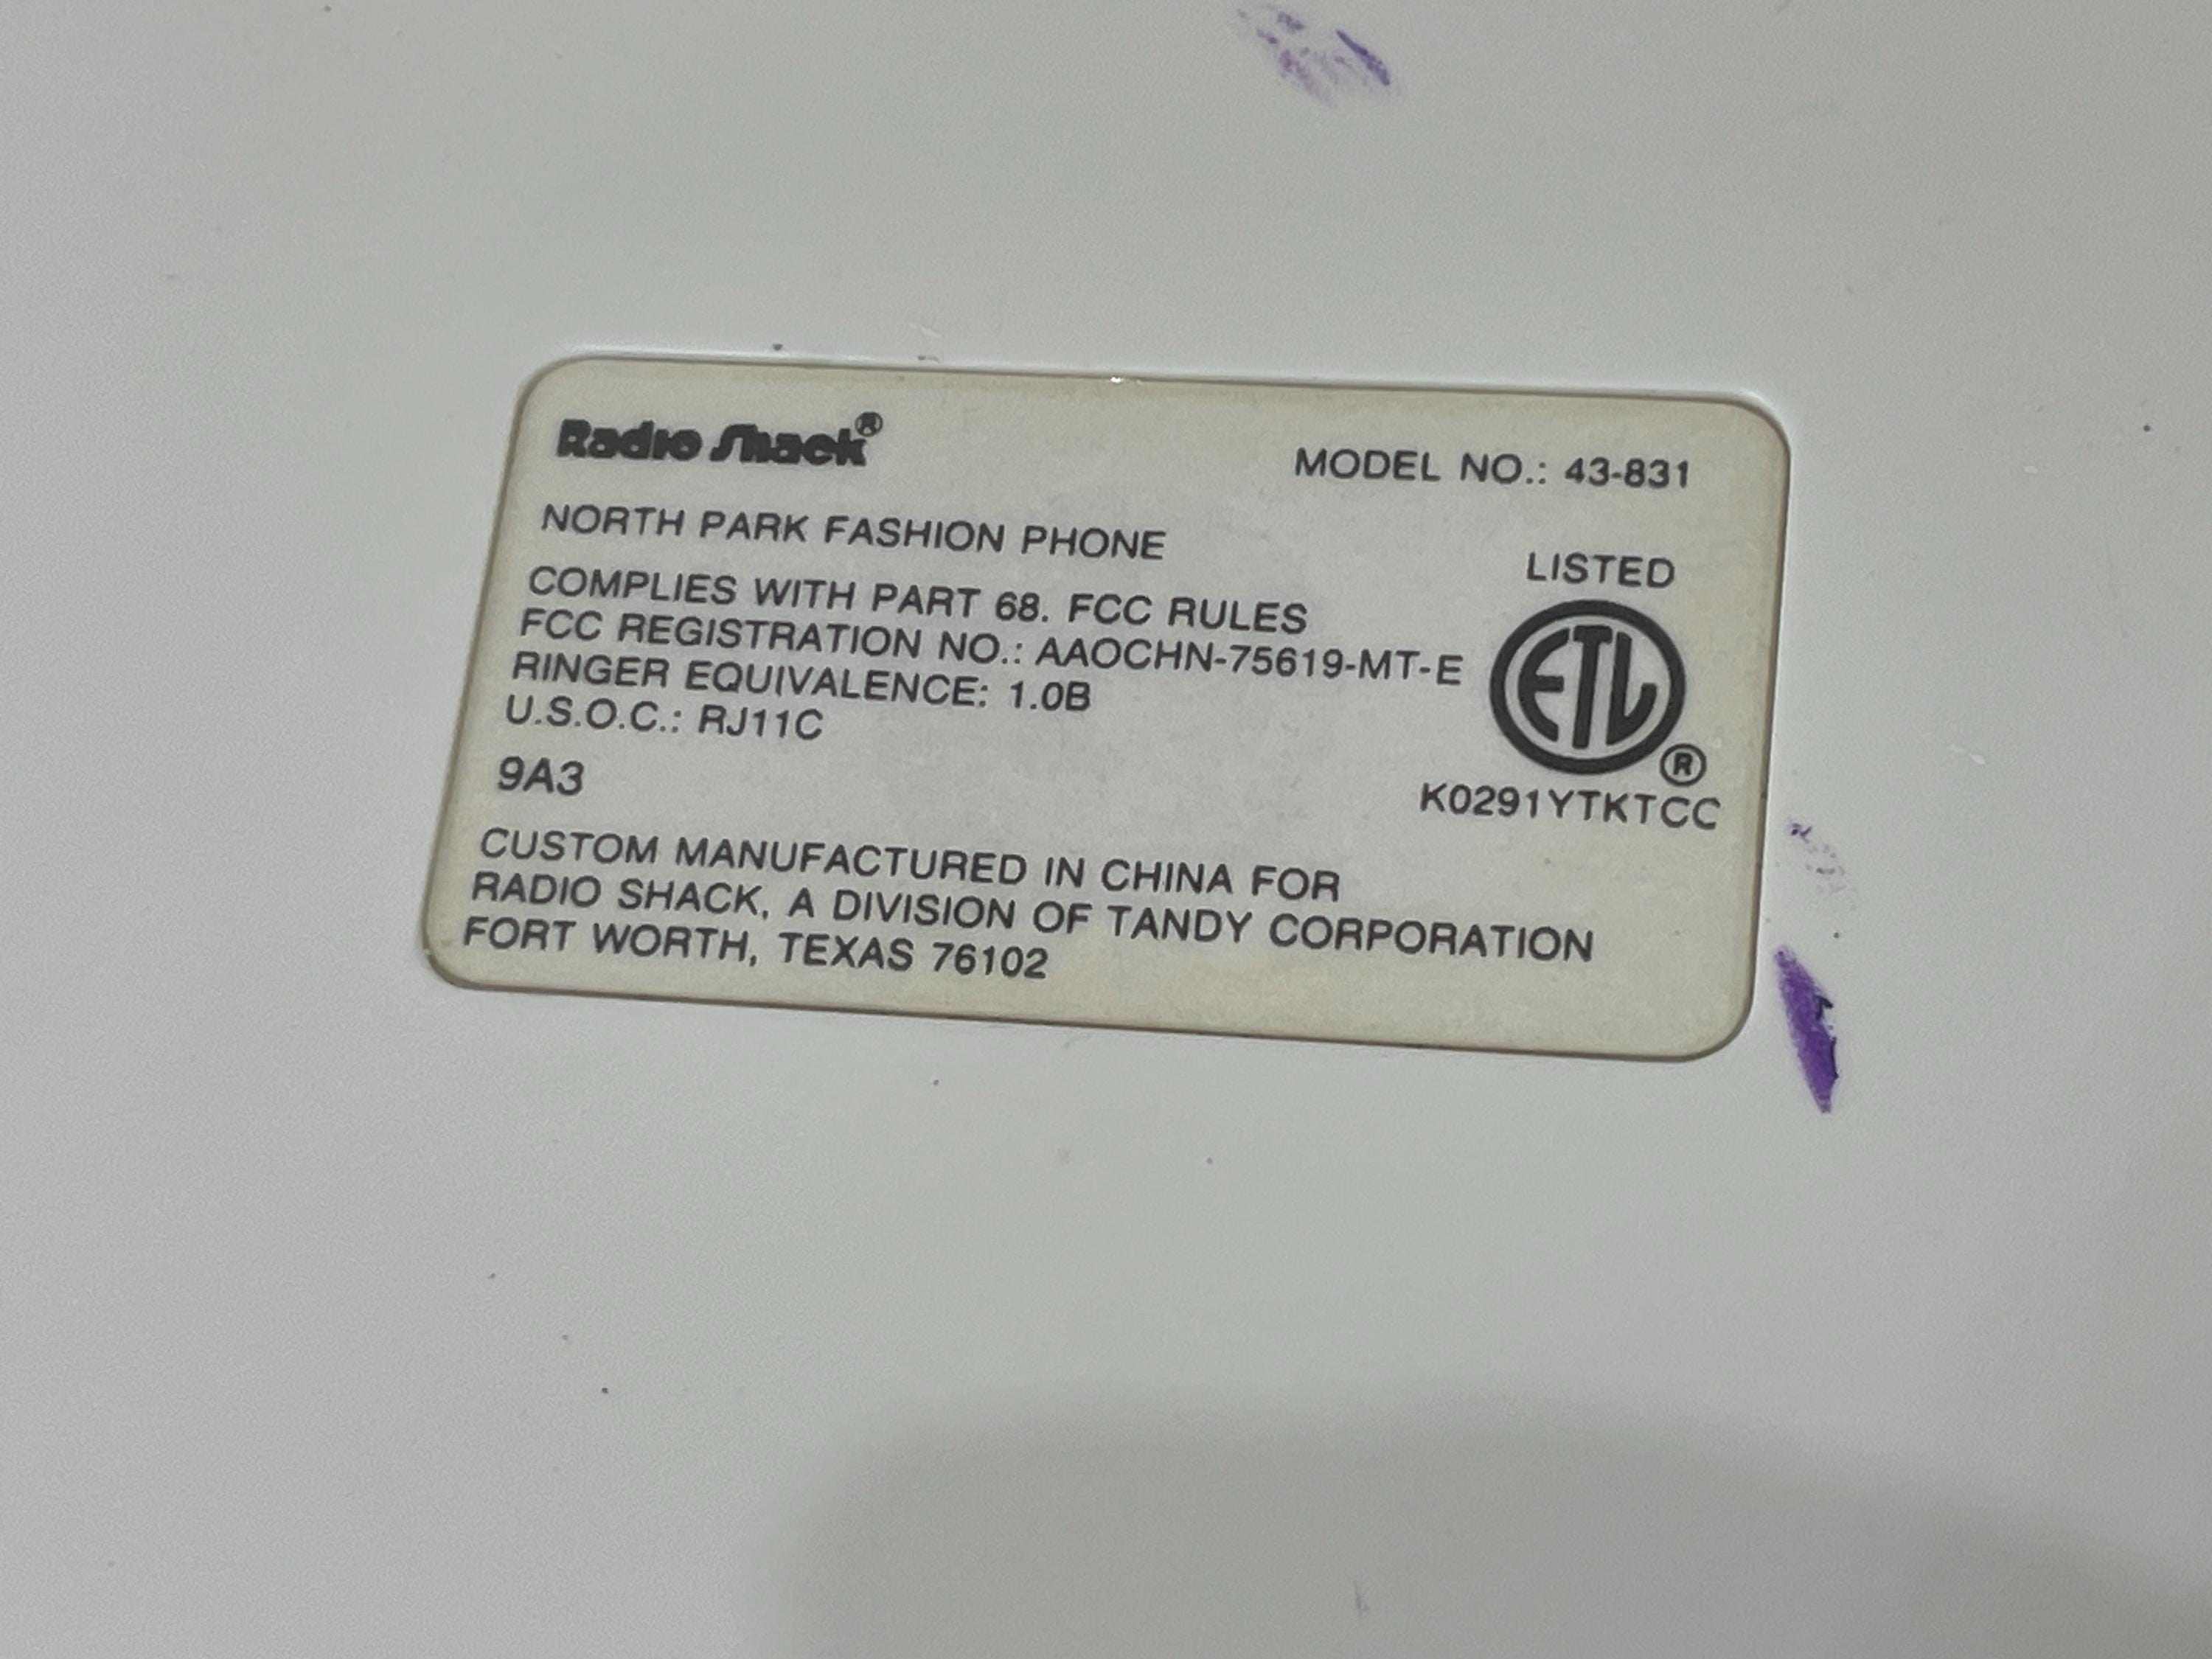 Radio Shack®
MODEL NO.: 43-831
NORTH PARK FASHION PHONE
COMPLIES WITH PART 68. FCC RULES
FCC REGISTRATION NO.: AAOCHN-75619-MT-E
RINGER EQUIVALENCE: 1.0B
U.S.O.C.: RJ11C
9A3
LISTED
ETL®
K0291YTKTCC
CUSTOM MANUFACTURED IN CHINA FOR
RADIO SHACK, A DIVISION OF TANDY CORPORATION
FORT WORTH, TEXAS 76102